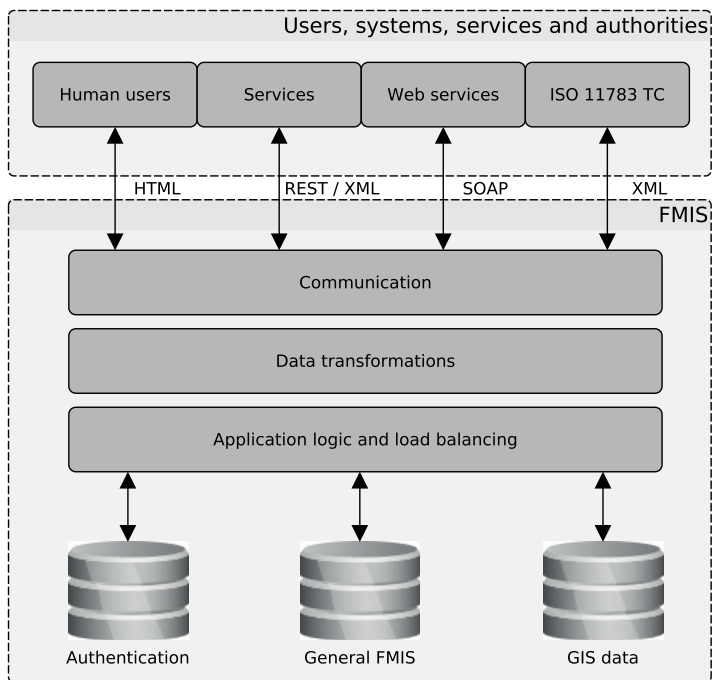 Users, systems, services and authorities
Human users
Services
Web services
ISO 11783 TC
HTML
REST / XML
SOAP
XML
FMIS
Communication
Data transformations
Application logic and load balancing
Authentication
General FMIS
GIS data